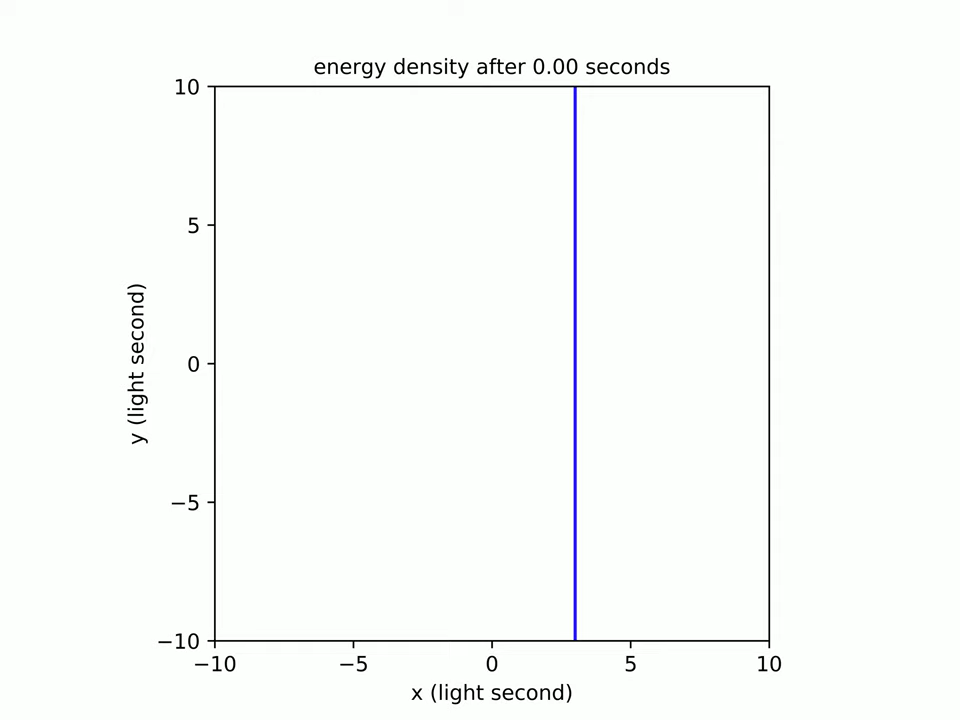 energy density after 0.00 seconds
10
5
0
−5
−10
y (light second)
−10 −5 0 5 10
x (light second)